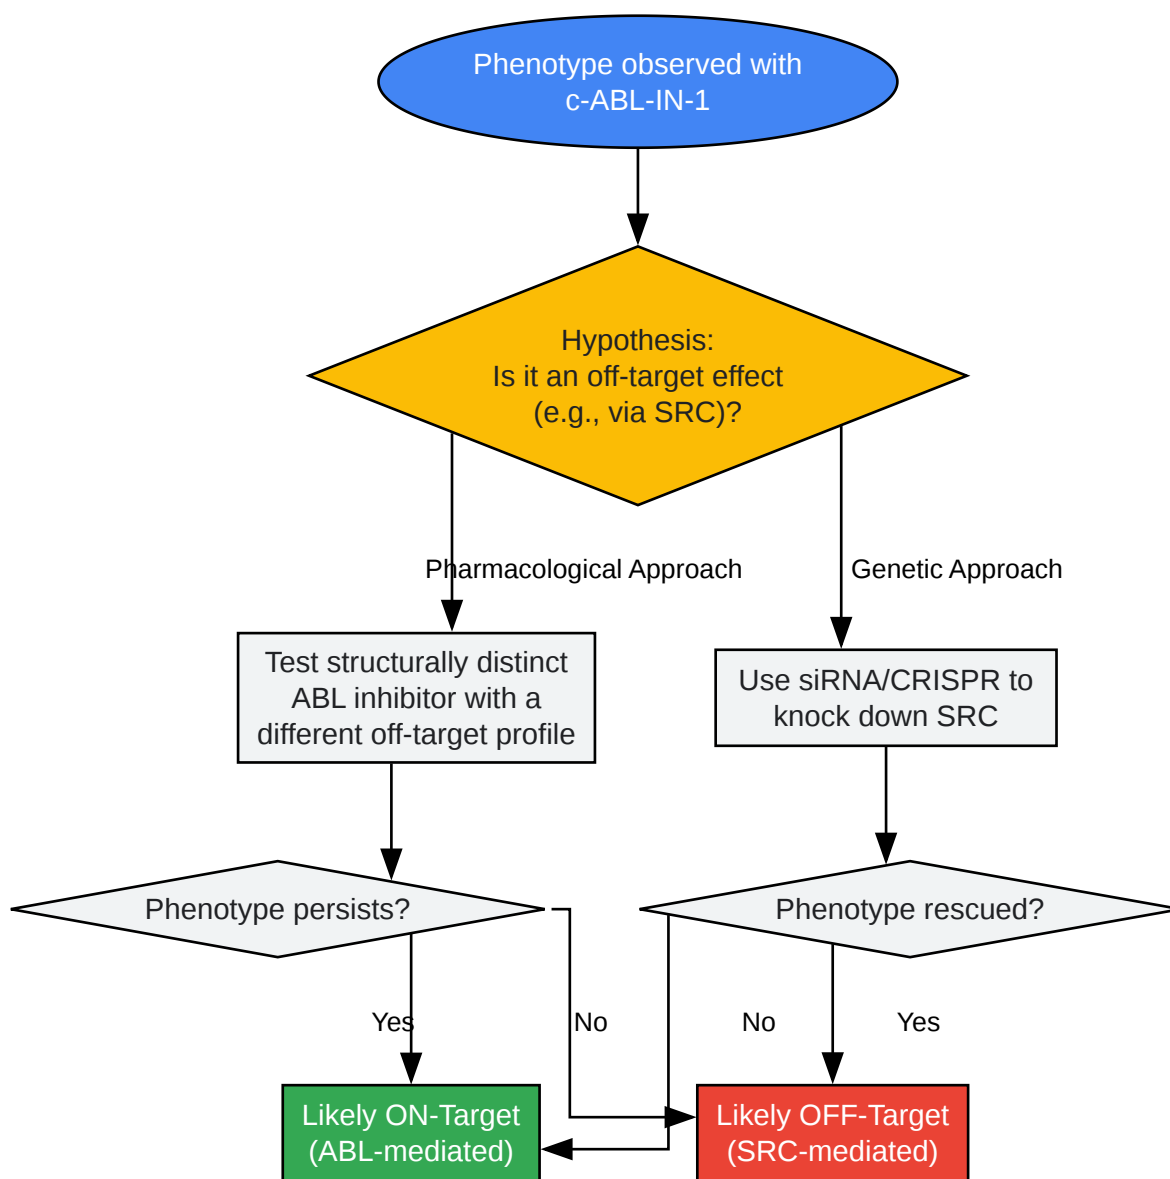 Phenotype observed with
c-ABL-IN-1
Hypothesis:
Is it an off-target effect
(e.g., via SRC)?
Pharmacological Approach
Genetic Approach
Test structurally distinct
ABL inhibitor with a
different off-target profile
Use siRNA/CRISPR to
knock down SRC
Phenotype persists?
Phenotype rescued?
Yes
No
No
Yes
Likely ON-Target
(ABL-mediated)
Likely OFF-Target
(SRC-mediated)